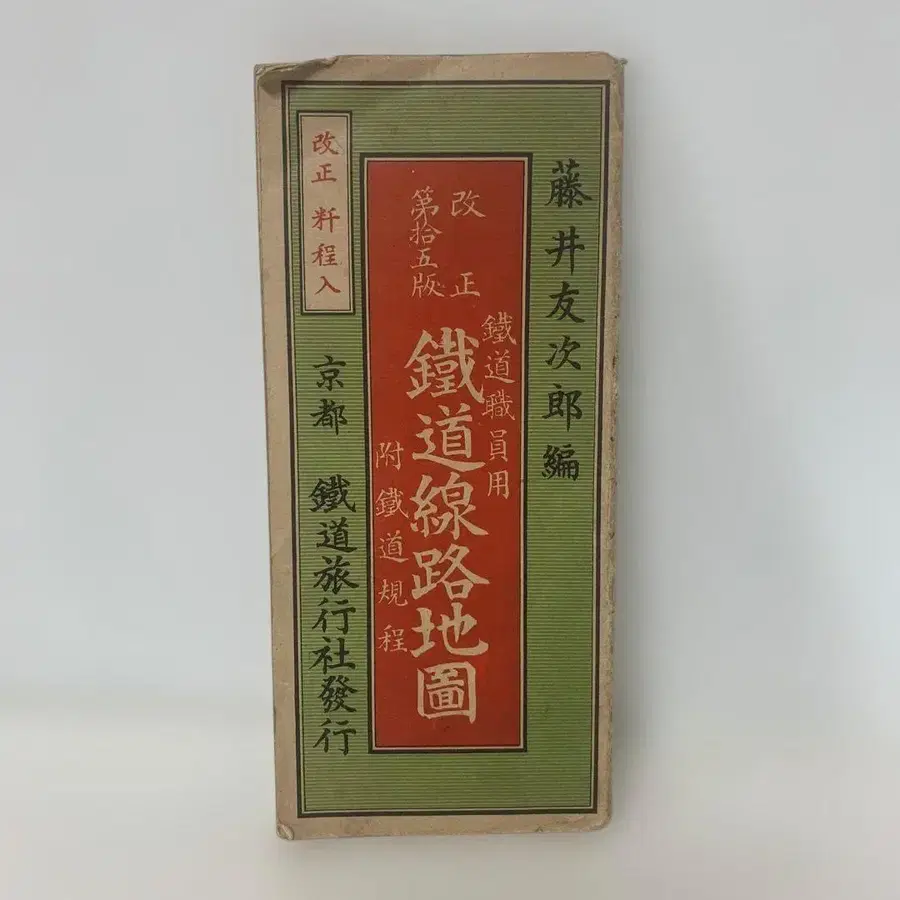 藤井友次郎編
改正
第拾五版
鐵道職員用
鐵道線路地圖
附鐵道規程
改正 粁程入
京都 鐵道旅行社發行